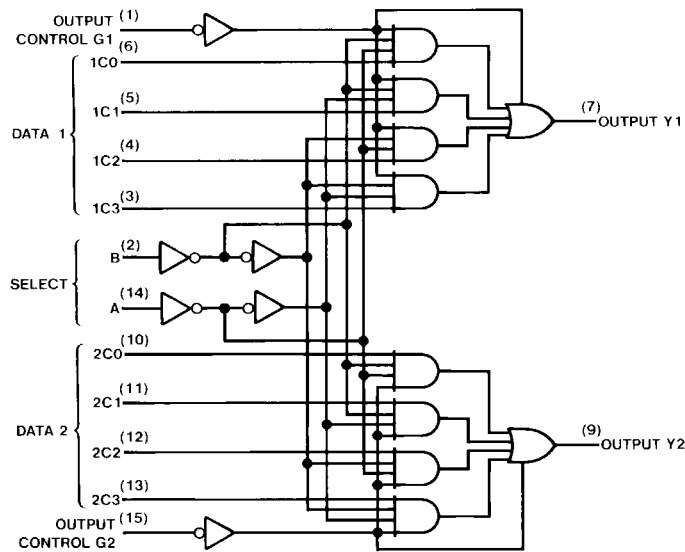 OUTPUT CONTROL G1 (1)
1C0 (6)
1C1 (5)
DATA 1
1C2 (4)
1C3 (3)
(7) OUTPUT Y1
B (2)
SELECT
A (14)
2C0 (10)
2C1 (11)
DATA 2
2C2 (12)
2C3 (13)
(9) OUTPUT Y2
OUTPUT CONTROL G2 (15)